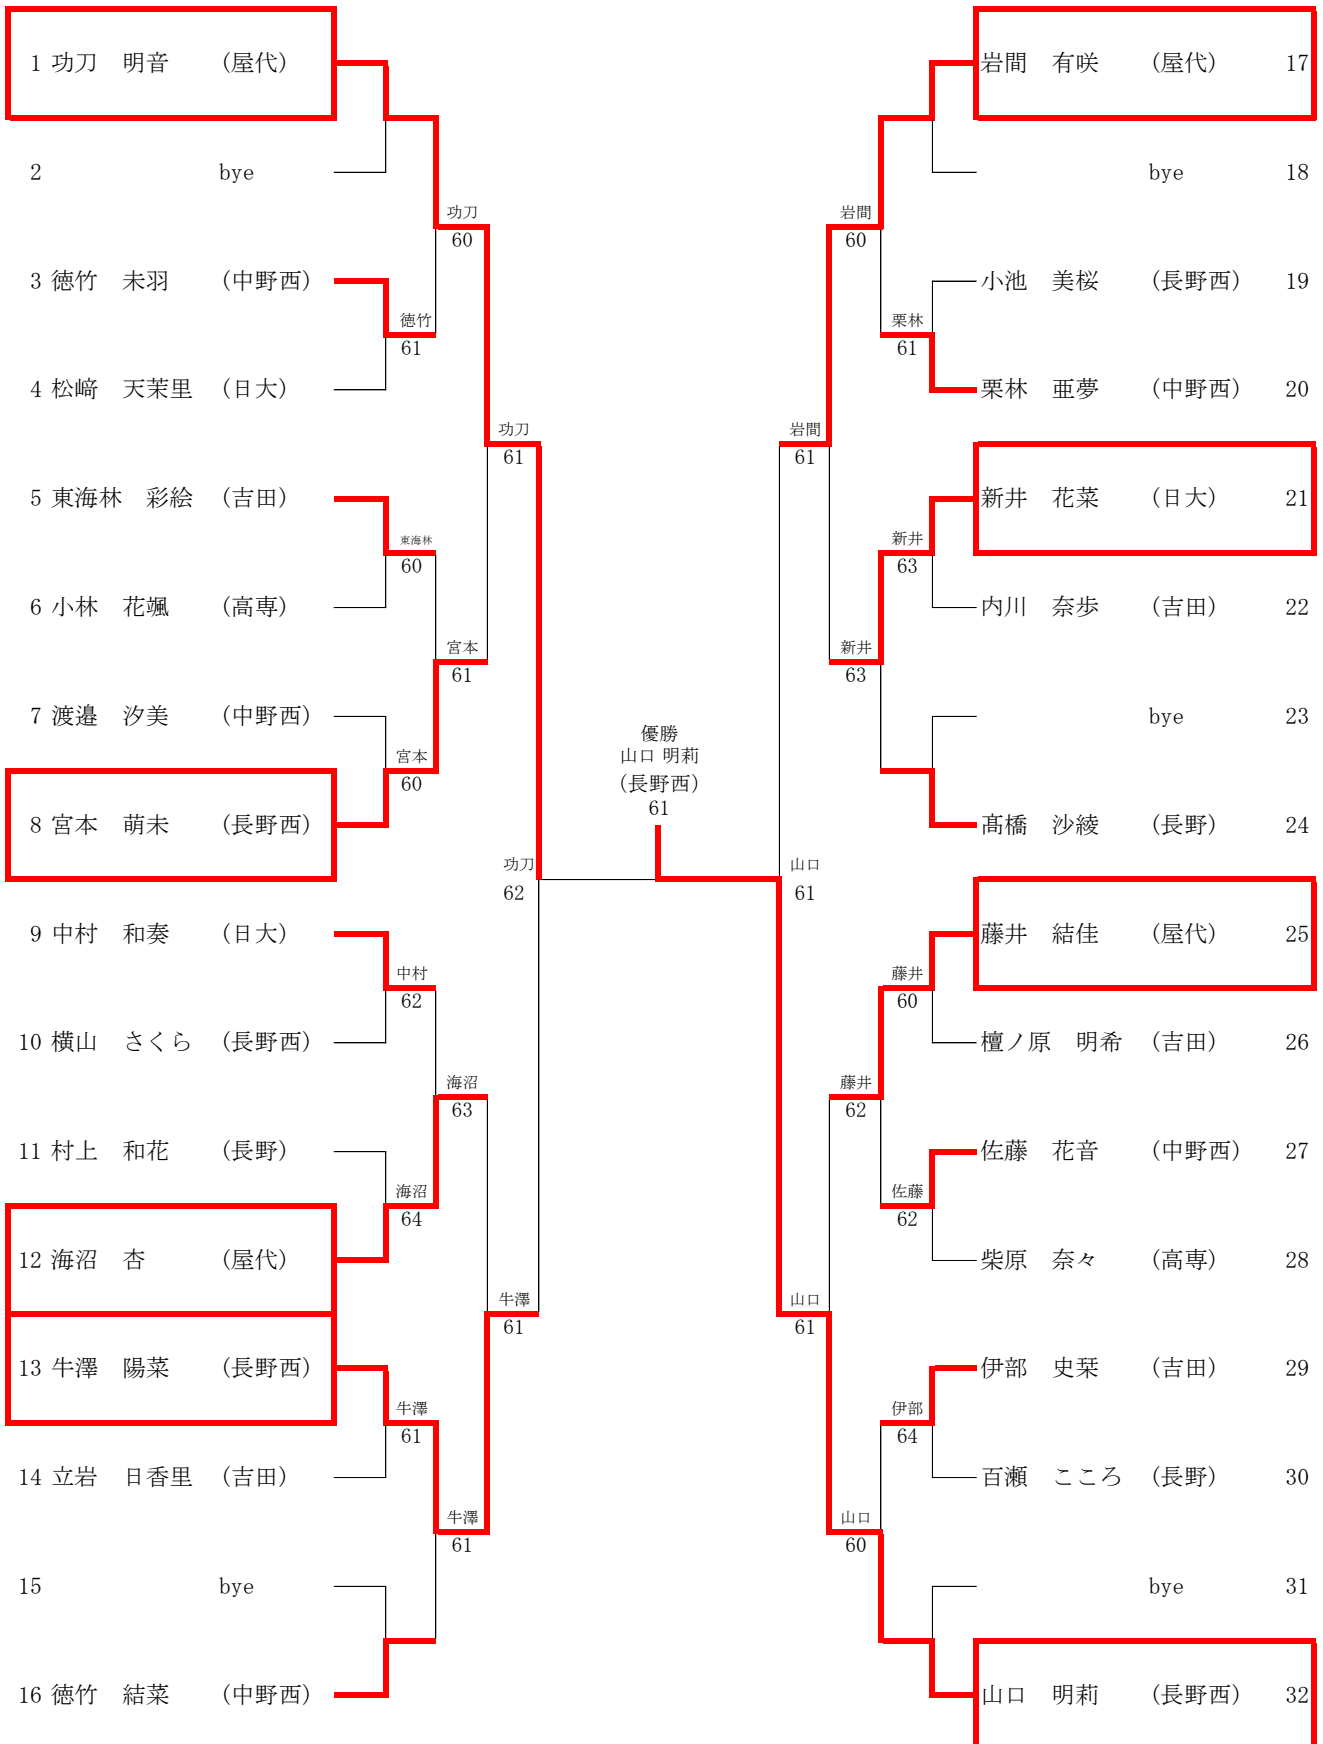 1 功刀　明音　（屋代）
2 bye
功刀
60
3 徳竹　未羽　（中野西）
徳竹
61
4 松﨑　天茉里　（日大）
功刀
61
5 東海林　彩絵　（吉田）
東海林
60
6 小林　花颯　（高専）
宮本
61
7 渡邉　汐美　（中野西）
宮本
60
8 宮本　萌未　（長野西）
功刀
62
9 中村　和奏　（日大）
中村
62
10 横山　さくら　（長野西）
海沼
63
11 村上　和花　（長野）
海沼
64
12 海沼　杏　（屋代）
牛澤
61
13 牛澤　陽菜　（長野西）
牛澤
61
14 立岩　日香里　（吉田）
牛澤
61
15 bye
16 徳竹　結菜　（中野西）
優勝
山口 明莉
（長野西）
61
岩間　有咲　（屋代）　17
bye　18
岩間
60
小池　美桜　（長野西）　19
栗林
61
栗林　亜夢　（中野西）　20
岩間
61
新井　花菜　（日大）　21
新井
63
内川　奈歩　（吉田）　22
新井
63
bye　23
髙橋　沙綾　（長野）　24
山口
61
藤井　結佳　（屋代）　25
藤井
60
檀ノ原　明希　（吉田）　26
藤井
62
佐藤　花音　（中野西）　27
佐藤
62
柴原　奈々　（高専）　28
山口
61
伊部　史栞　（吉田）　29
伊部
64
百瀬　こころ　（長野）　30
山口
60
bye　31
山口　明莉　（長野西）　32